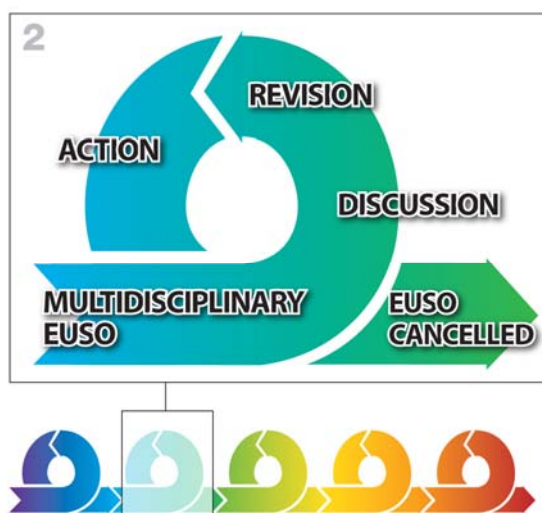 2
REVISION
ACTION
DISCUSSION
MULTIDISCIPLINARY
EUSO
EUSO
CANCELLED